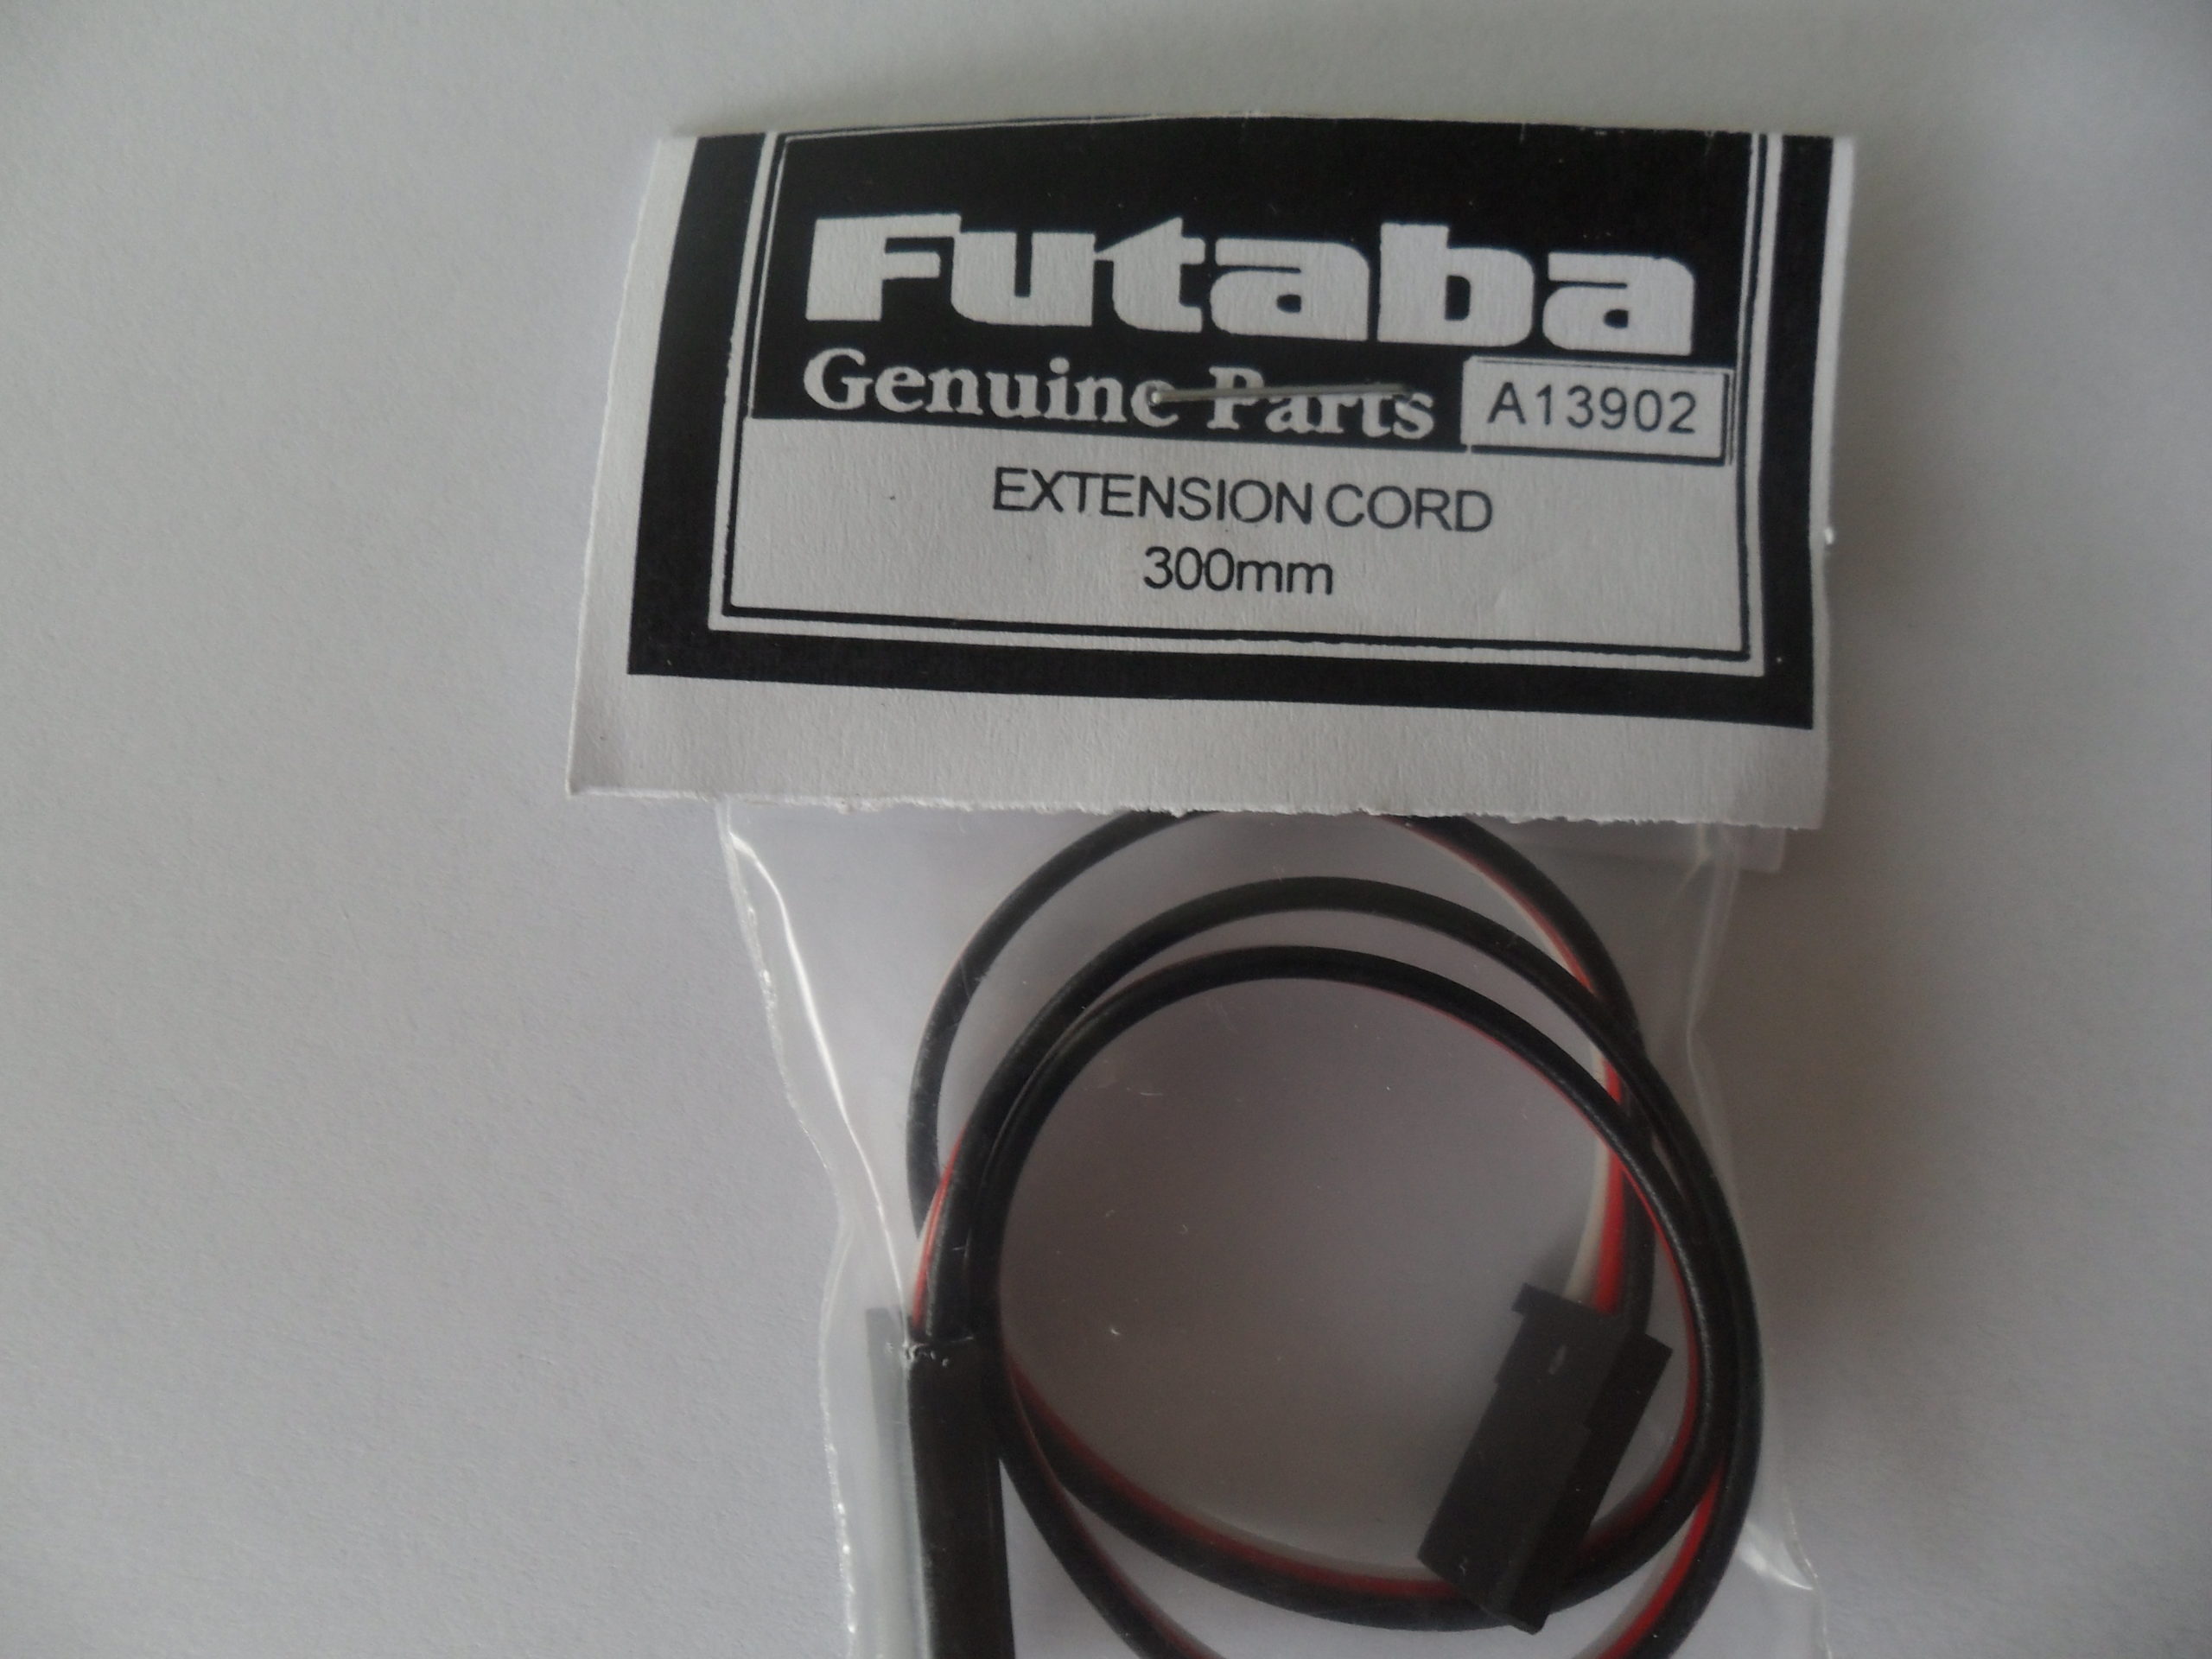 Futaba
Genuine Parts A13902
EXTENSION CORD
300mm